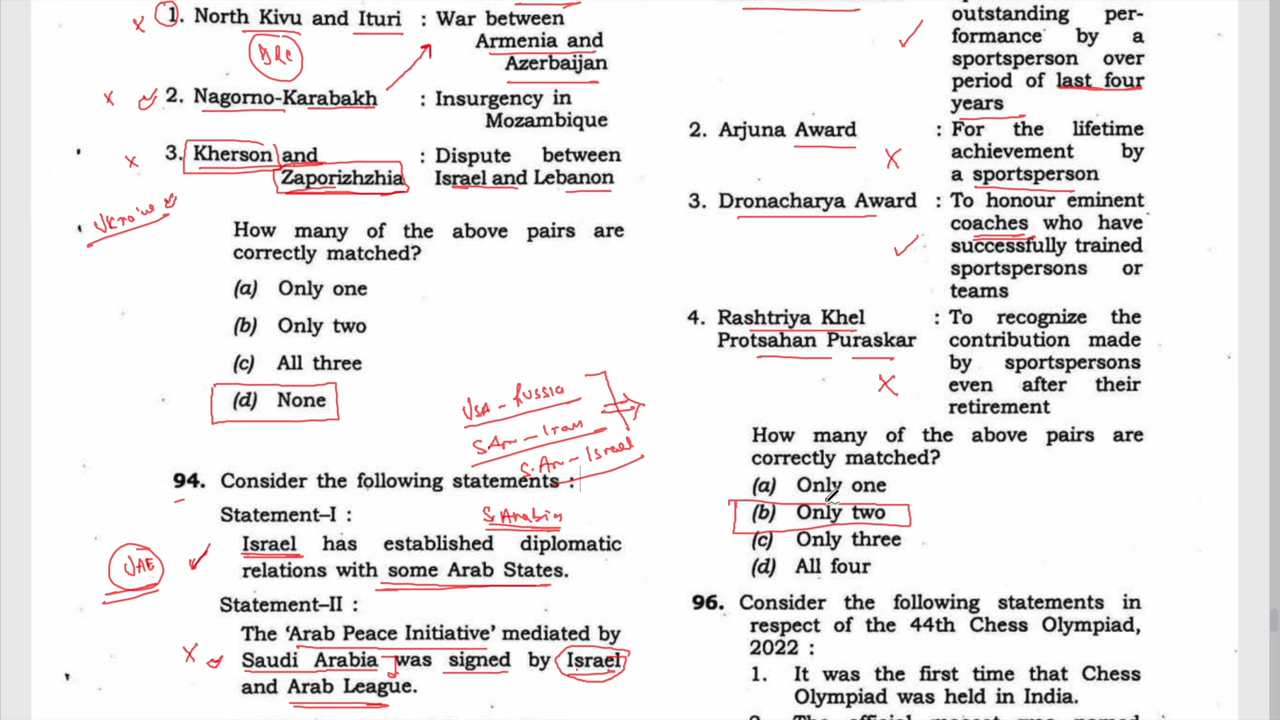 1. North Kivu and Ituri : War between
Armenia and
Azerbaijan
DRC
2. Nagorno-Karabakh : Insurgency in
Mozambique
3. Kherson and : Dispute between
Zaporizhzhia Israel and Lebanon
Ukraine
How many of the above pairs are
correctly matched?
(a) Only one
(b) Only two
(c) All three
(d) None
USA - Russia
S Ar - Iran
S. Ar - Israel
94. Consider the following statements :
Statement–I : S Arabia
Israel has established diplomatic
relations with some Arab States.
UAE
Statement–II :
The 'Arab Peace Initiative' mediated by
Saudi Arabia was signed by Israel
and Arab League.
outstanding per-
formance by a
sportsperson over
period of last four
years
2. Arjuna Award : For the lifetime
achievement by
a sportsperson
3. Dronacharya Award : To honour eminent
coaches who have
successfully trained
sportspersons or
teams
4. Rashtriya Khel : To recognize the
Protsahan Puraskar contribution made
by sportspersons
even after their
retirement
How many of the above pairs are
correctly matched?
(a) Only one
(b) Only two
(c) Only three
(d) All four
96. Consider the following statements in
respect of the 44th Chess Olympiad,
2022 :
1. It was the first time that Chess
Olympiad was held in India.